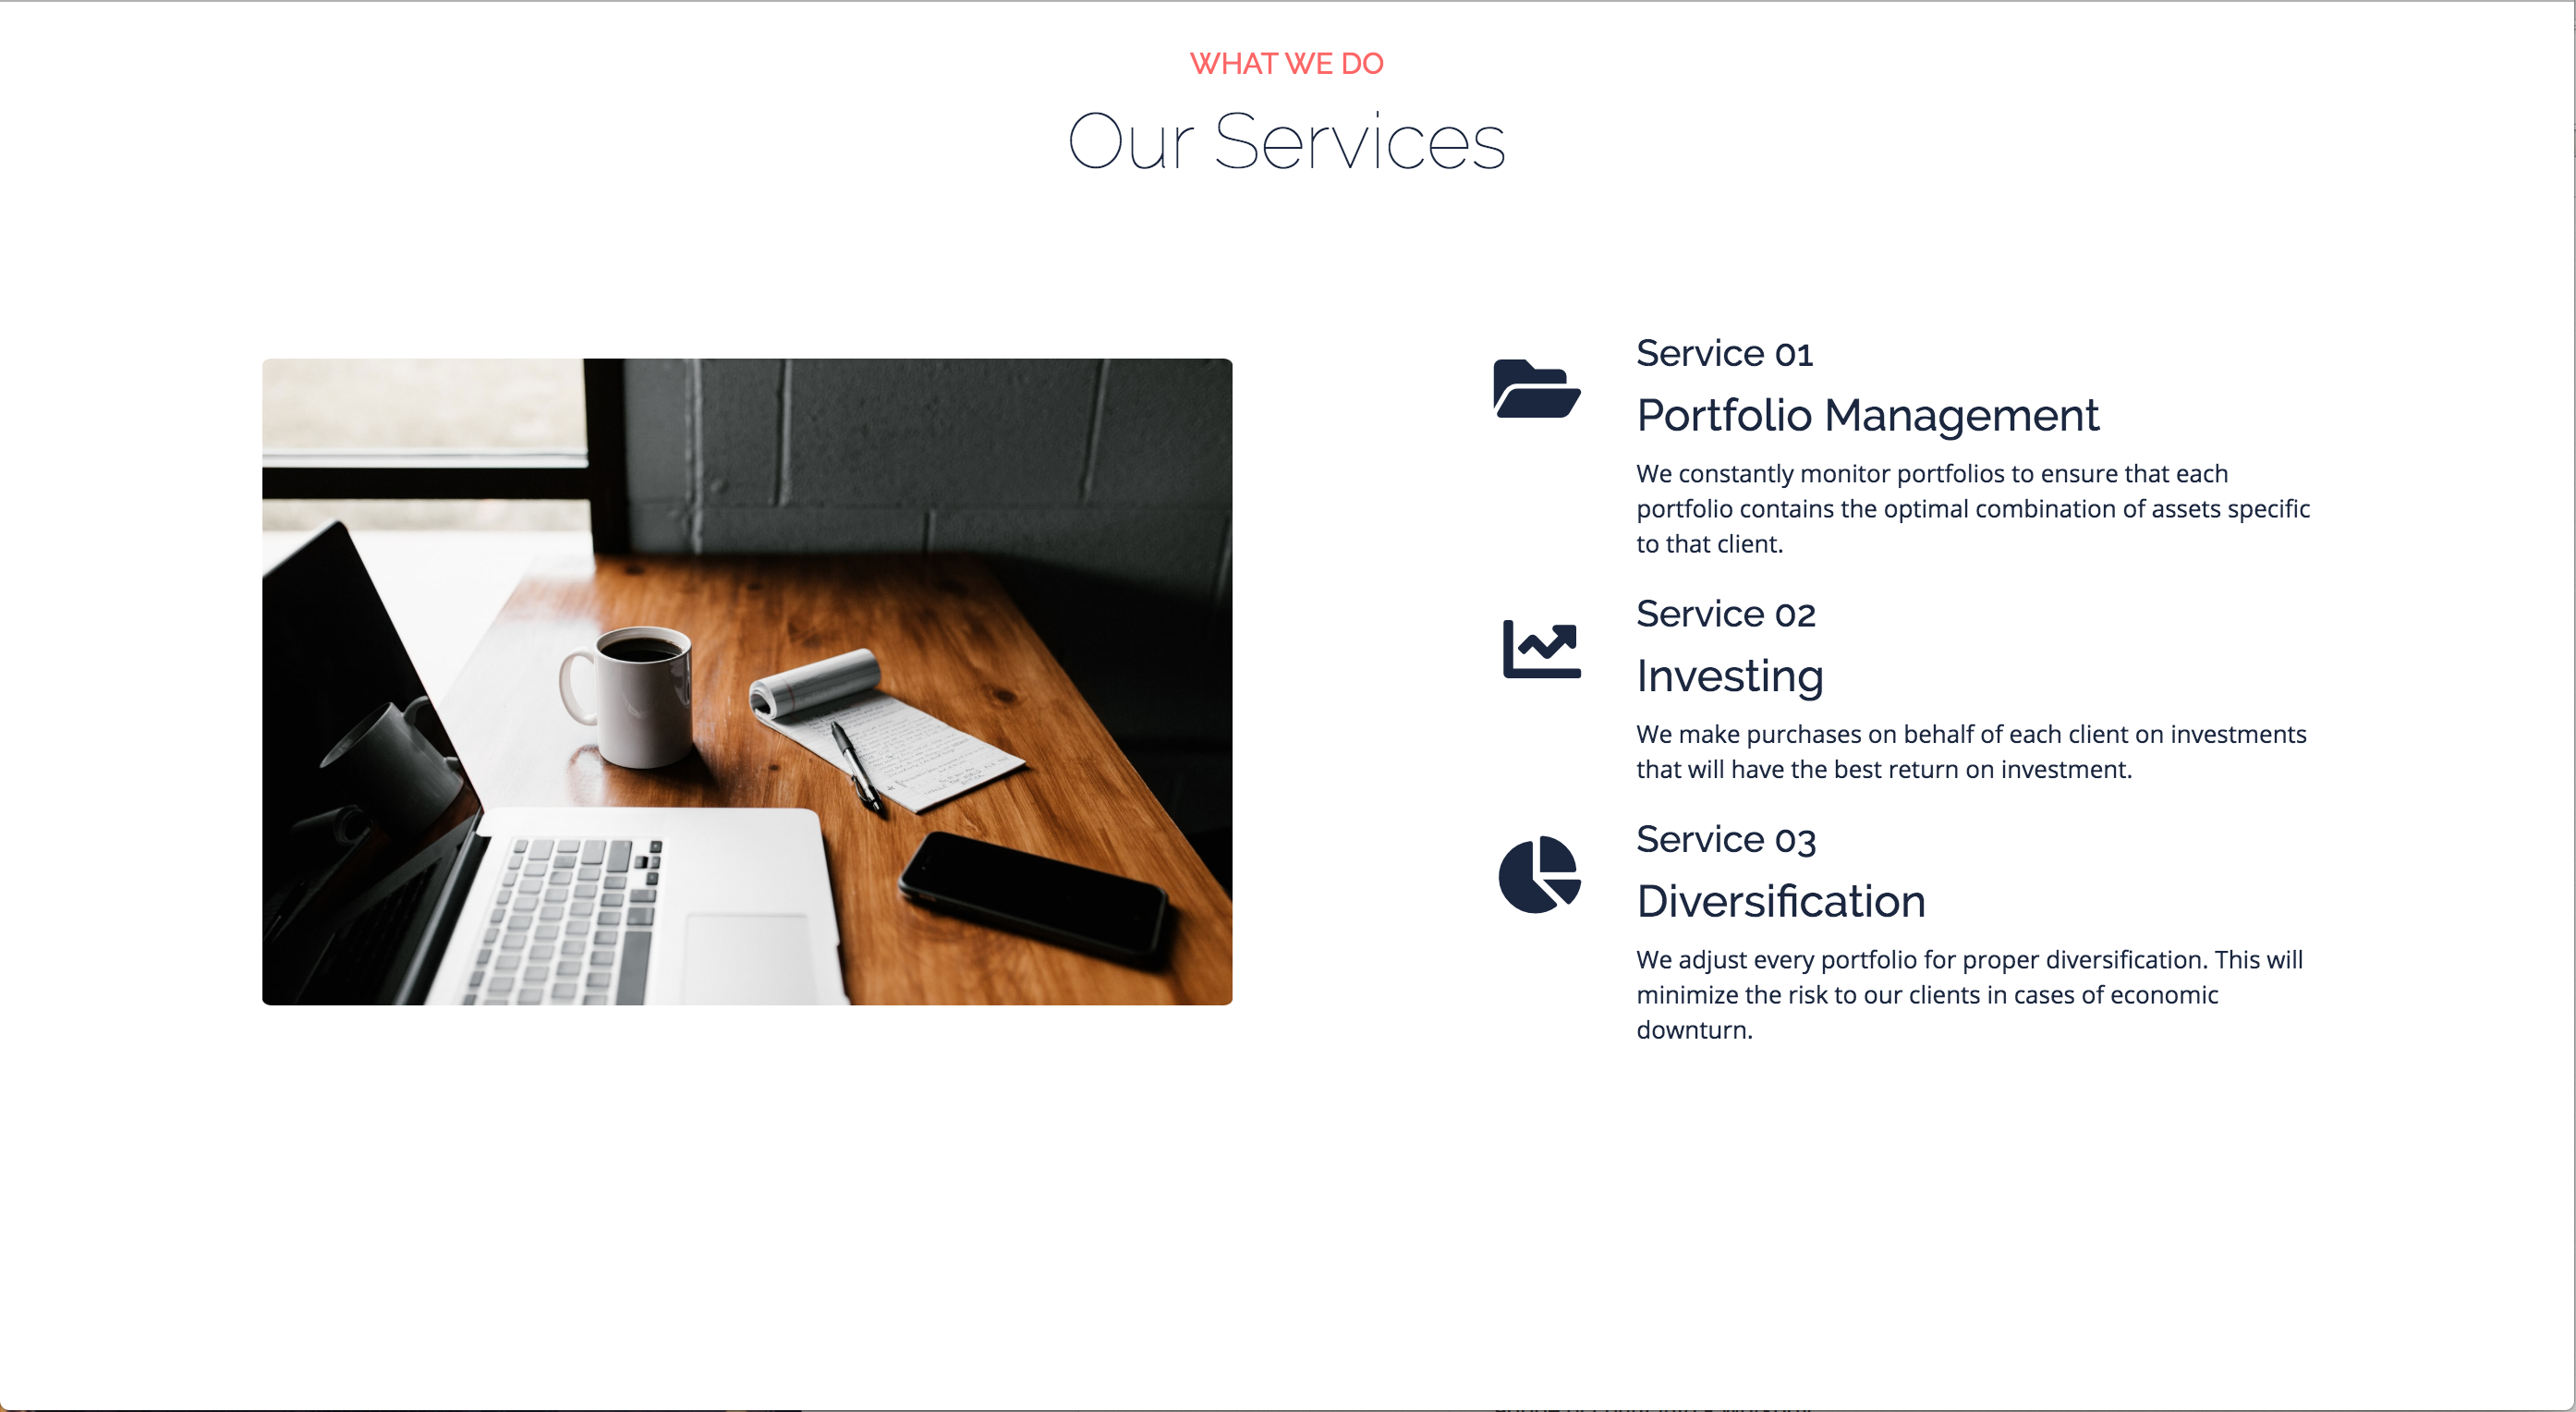 WHAT WE DO
Our Services
Service 01
Portfolio Management
We constantly monitor portfolios to ensure that each
portfolio contains the optimal combination of assets specific
to that client.
Service 02
Investing
We make purchases on behalf of each client on investments
that will have the best return on investment.
Service 03
Diversification
We adjust every portfolio for proper diversification. This will
minimize the risk to our clients in cases of economic
downturn.